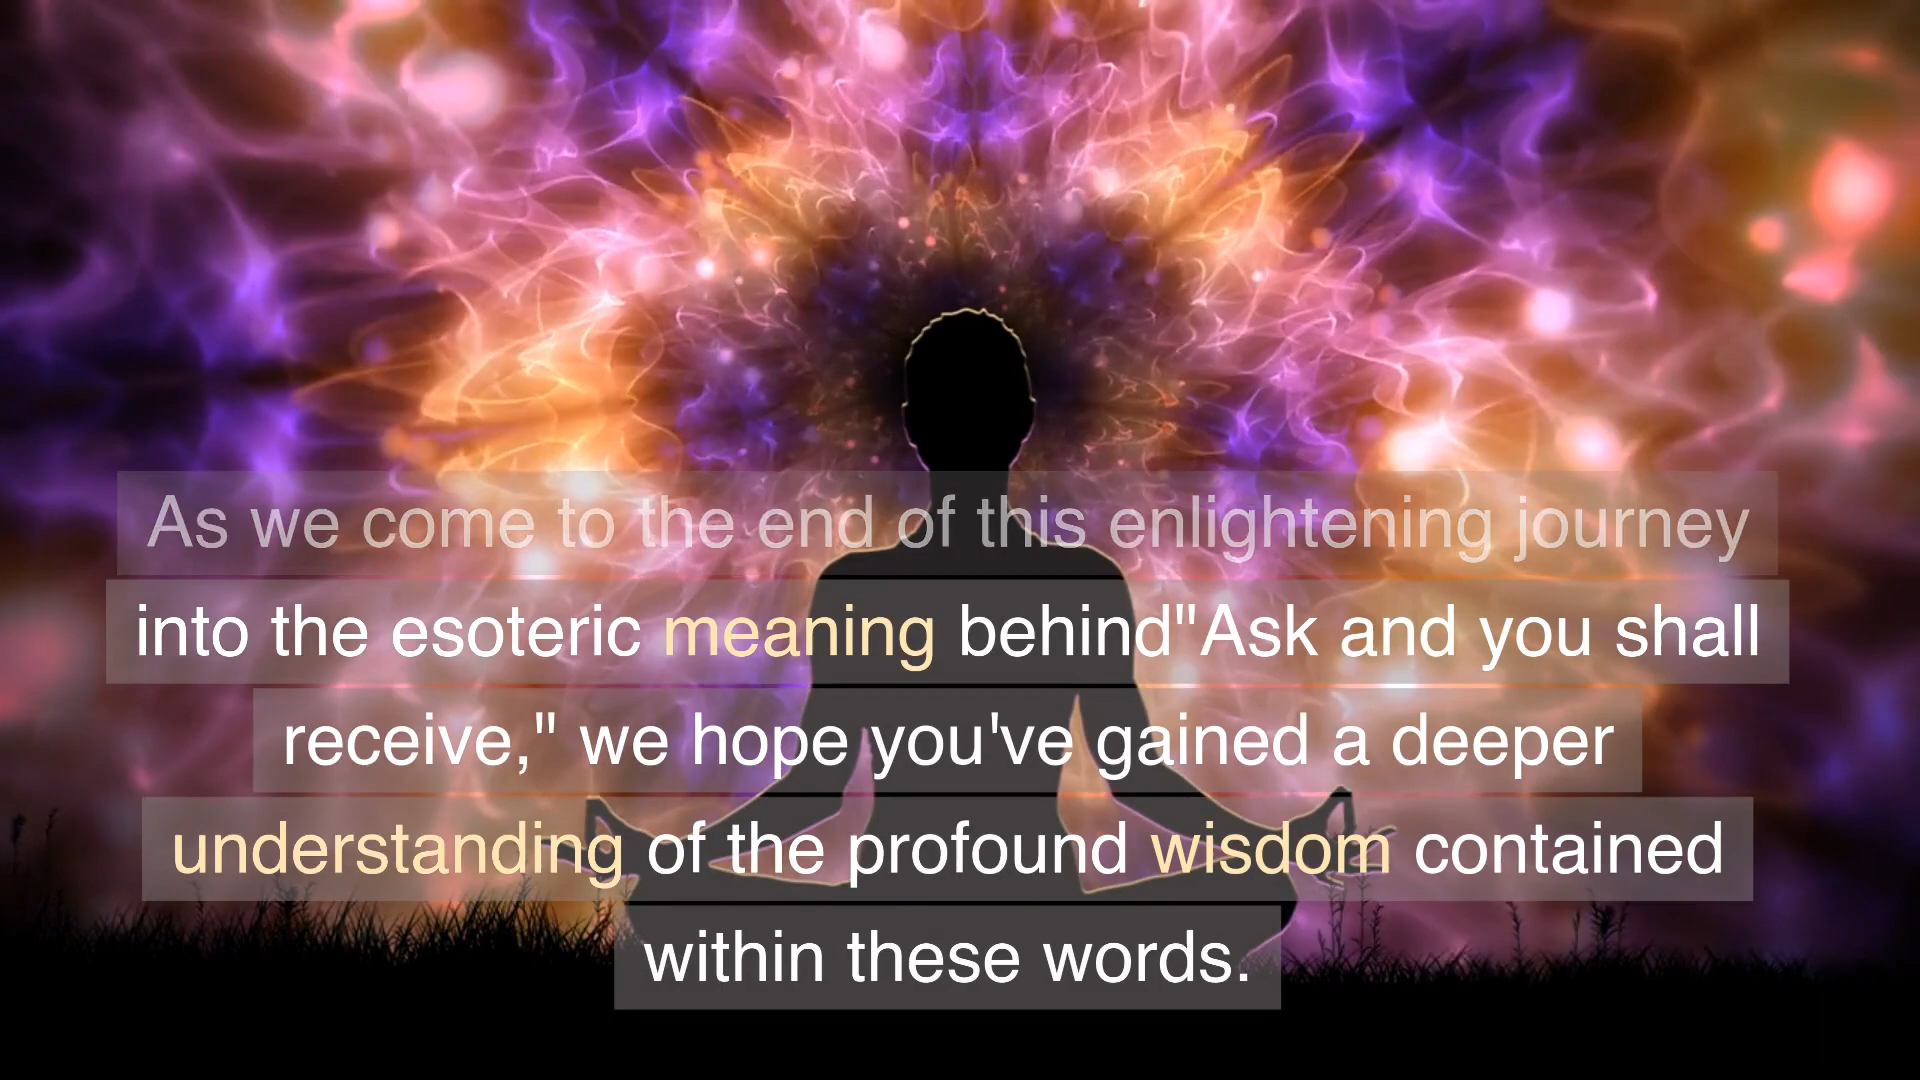 As we come to the end of this enlightening journey
into the esoteric meaning behind"Ask and you shall
receive," we hope you've gained a deeper
understanding of the profound wisdom contained
within these words.